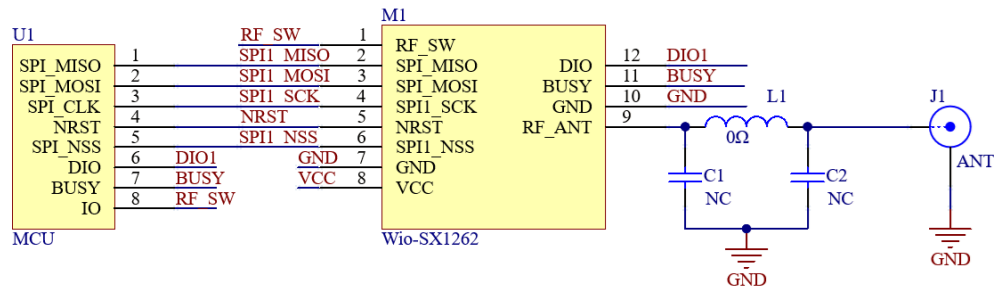 U1
SPI_MISO 1
SPI_MOSI 2
SPI_CLK 3
NRST 4
SPI_NSS 5
DIO 6 DIO1
BUSY 7 BUSY
IO 8 RF_SW
MCU
M1
RF_SW 1 RF_SW
SPI1_MISO 2 SPI_MISO
SPI1_MOSI 3 SPI_MOSI
SPI1_SCK 4 SPI1_SCK
NRST 5 NRST
SPI1_NSS 6 SPI1_NSS
GND 7 GND
VCC 8 VCC
DIO 12 DIO1
BUSY 11 BUSY
GND 10 GND
RF_ANT 9
Wio-SX1262
L1
0Ω
C1
NC
C2
NC
GND
J1
ANT
GND